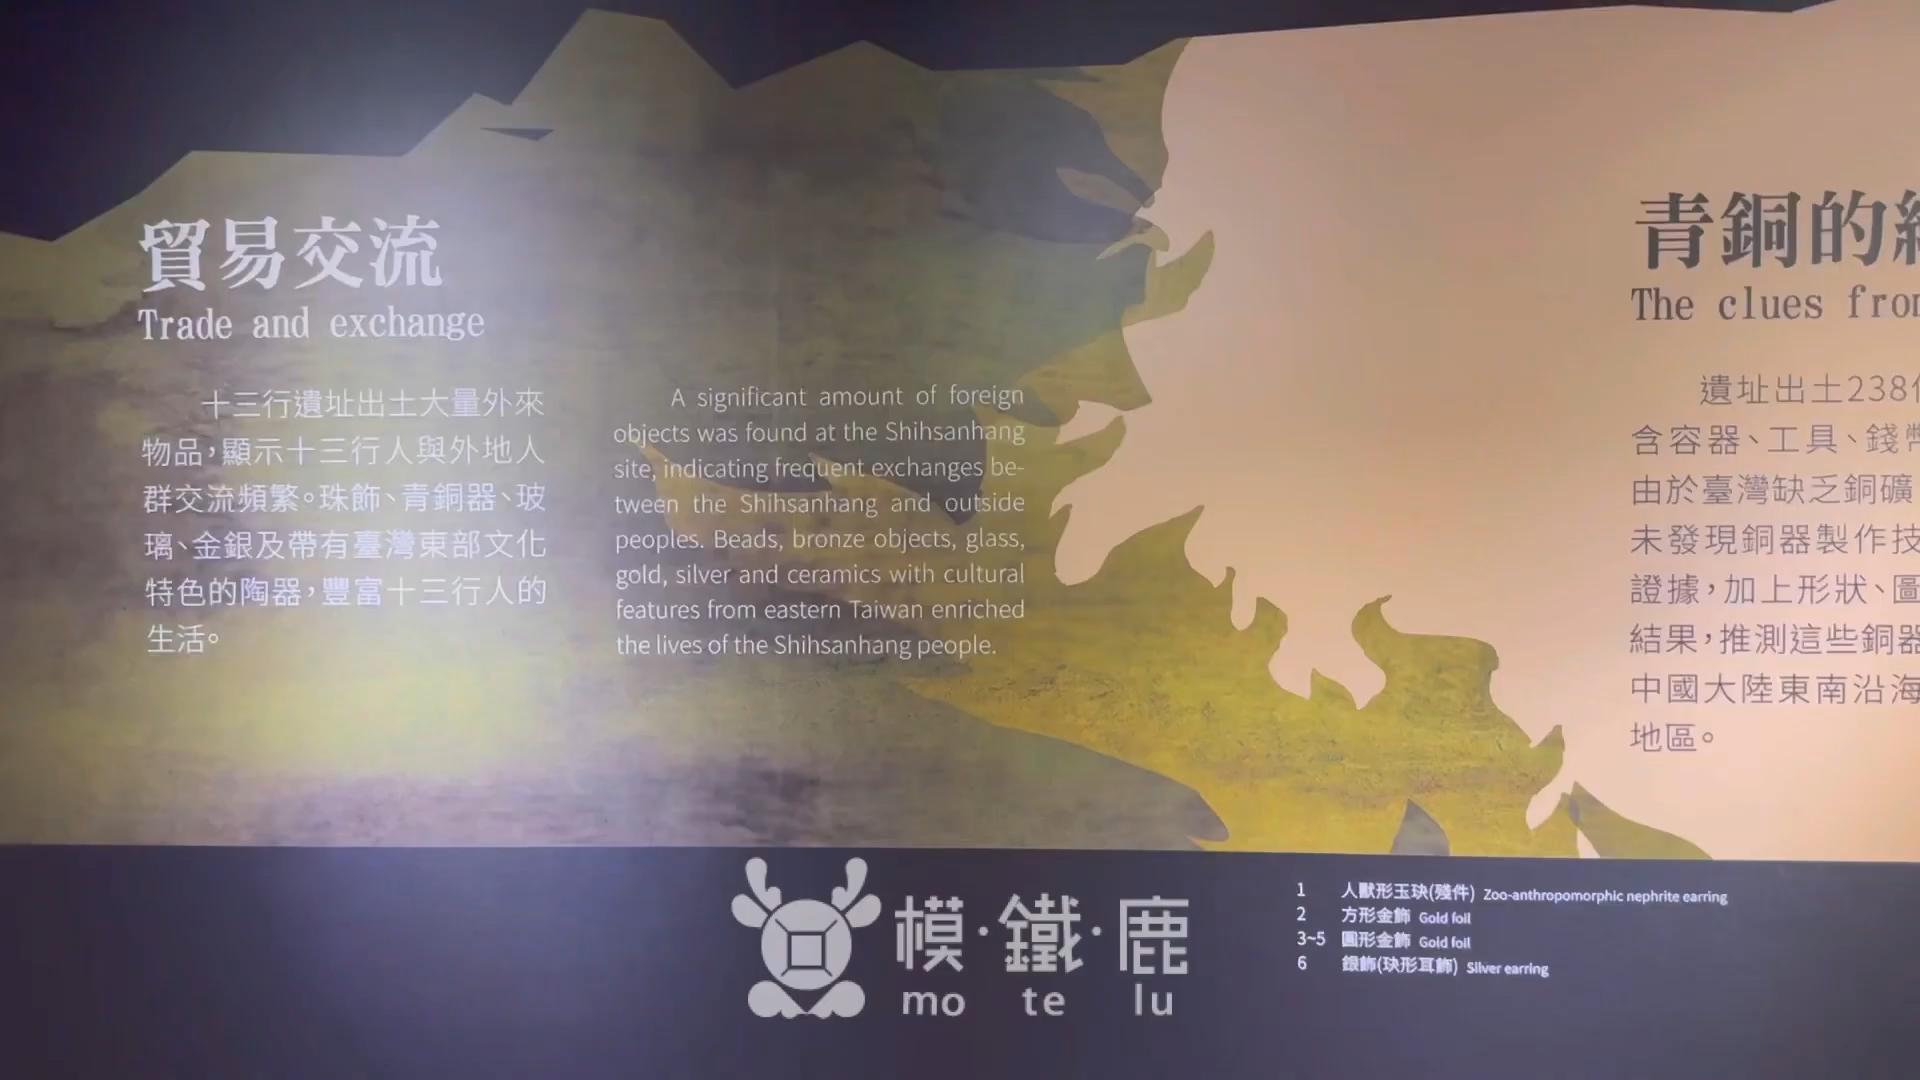 貿易交流
Trade and exchange
十三行遺址出土大量外來
物品，顯示十三行人與外地人
群交流頻繁。珠飾、青銅器、玻
璃、金銀及帶有臺灣東部文化
特色的陶器，豐富十三行人的
生活。
A significant amount of foreign
objects was found at the Shihsanhang
site, indicating frequent exchanges be-
tween the Shihsanhang and outside
peoples. Beads, bronze objects, glass,
gold, silver and ceramics with cultural
features from eastern Taiwan enriched
the lives of the Shihsanhang people.
青銅的
The clues
遺址出土238
含容器、工具、錢
由於臺灣缺乏銅礦
未發現銅器製作技
證據，加上形狀、圖
結果，推測這些銅器
中國大陸東南沿海
地區。
1 人獸形玉玦(殘件) Zoo-anthropomorphic nephrite earring
2 方形金飾 Gold foil
3~5 圓形金飾 Gold foil
6 銀飾(玦形耳飾) Silver earring
模·鐵·鹿
mo te lu